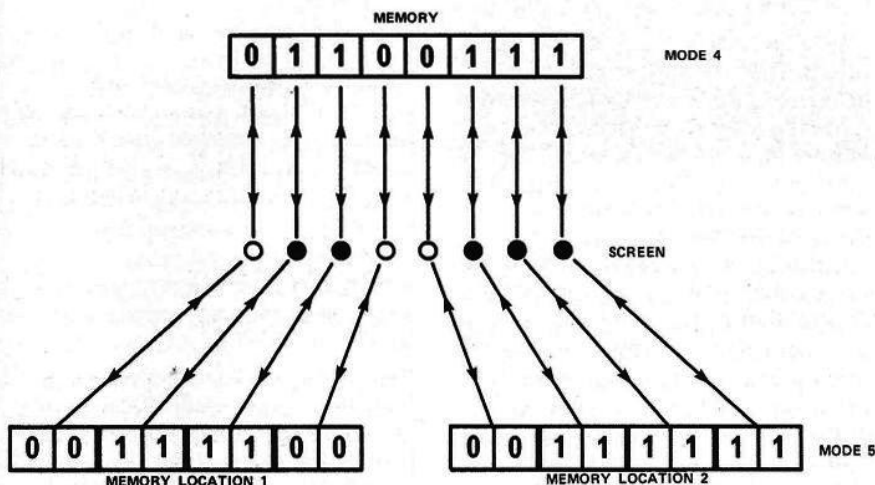 MEMORY
0 1 1 0 0 1 1 1 MODE 4
SCREEN
0 0 1 1 1 1 0 0 0 0 1 1 1 1 1 1 MODE 5
MEMORY LOCATION 1 MEMORY LOCATION 2